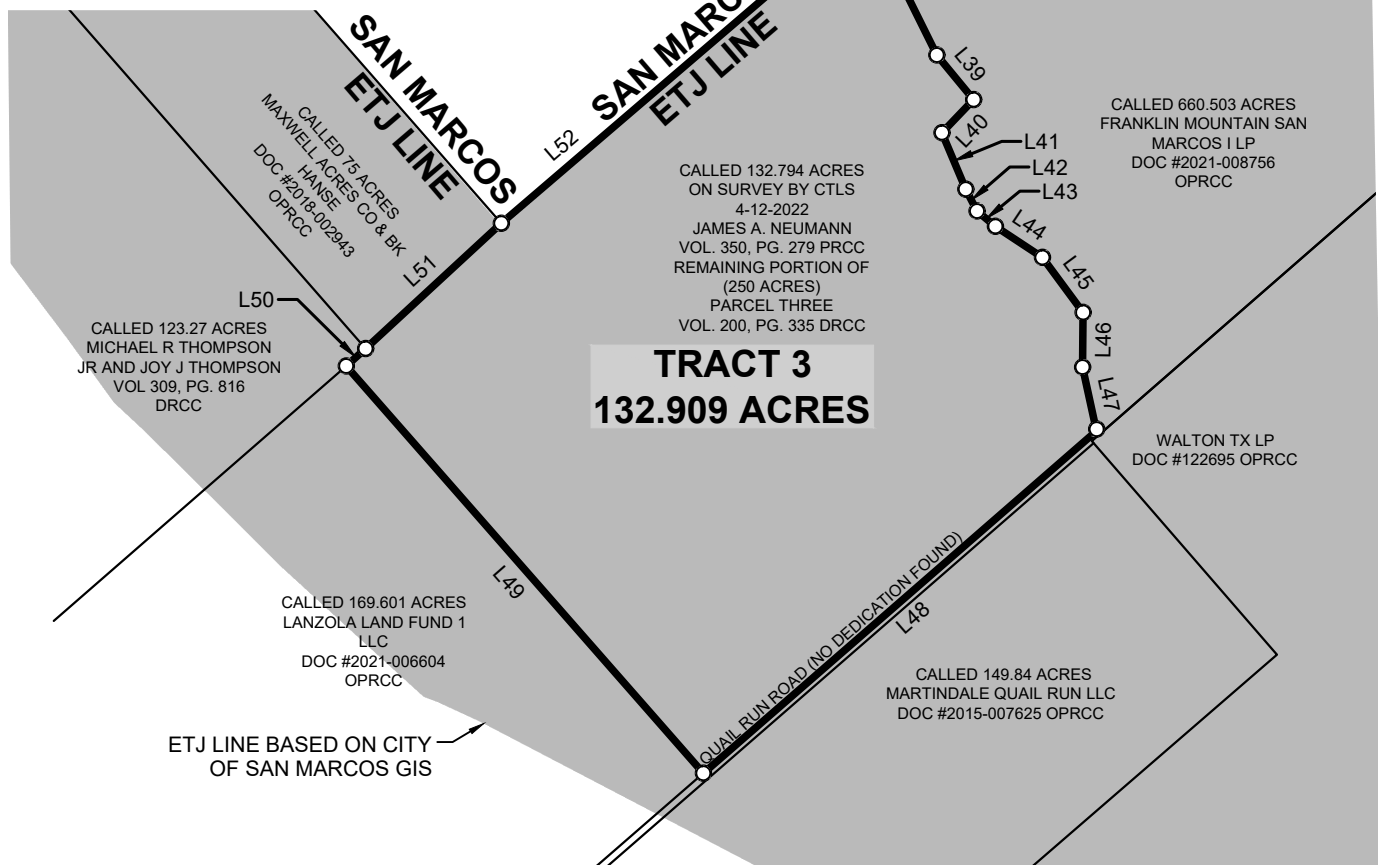 SAN MARCOS
ETJ LINE
SAN MARC
ETJ LINE
L52
L39
L40
L41
L42
L43
L44
L45
L46
L47
CALLED 660.503 ACRES
FRANKLIN MOUNTAIN SAN
MARCOS I LP
DOC #2021-008756
OPRCC
CALLED 75 ACRES
MAXWELL ACRES CO & BK
HANSE
DOC #2018-002943
OPRCC
L51
L50
CALLED 132.794 ACRES
ON SURVEY BY CTLS
4-12-2022
JAMES A. NEUMANN
VOL. 350, PG. 279 PRCC
REMAINING PORTION OF
(250 ACRES)
PARCEL THREE
VOL. 200, PG. 335 DRCC
TRACT 3
132.909 ACRES
CALLED 123.27 ACRES
MICHAEL R THOMPSON
JR AND JOY J THOMPSON
VOL 309, PG. 816
DRCC
WALTON TX LP
DOC #122695 OPRCC
L49
QUAIL RUN ROAD (NO DEDICATION FOUND)
L48
CALLED 169.601 ACRES
LANZOLA LAND FUND 1
LLC
DOC #2021-006604
OPRCC
CALLED 149.84 ACRES
MARTINDALE QUAIL RUN LLC
DOC #2015-007625 OPRCC
ETJ LINE BASED ON CITY
OF SAN MARCOS GIS